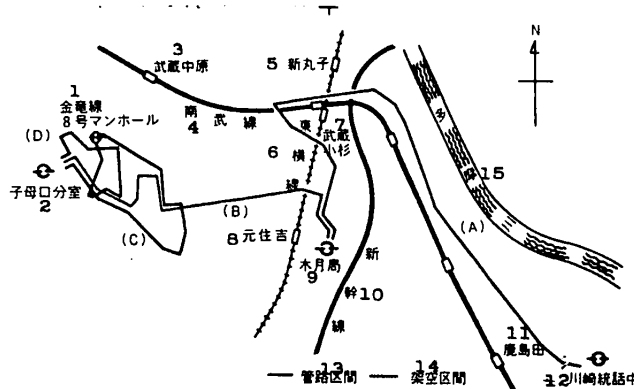 N
3
武蔵中原
5 新丸子
1
金竜線
8号マンホール
南
4 武
線
東
7
武蔵
小杉
多
摩
15
(D)
6 横
子母口分室
2
線
(B)
(A)
(C)
8 元住吉
木月局
9
新
幹 10
線
11
鹿島田
13
管路区間
14
架空区間
12 川崎統話中